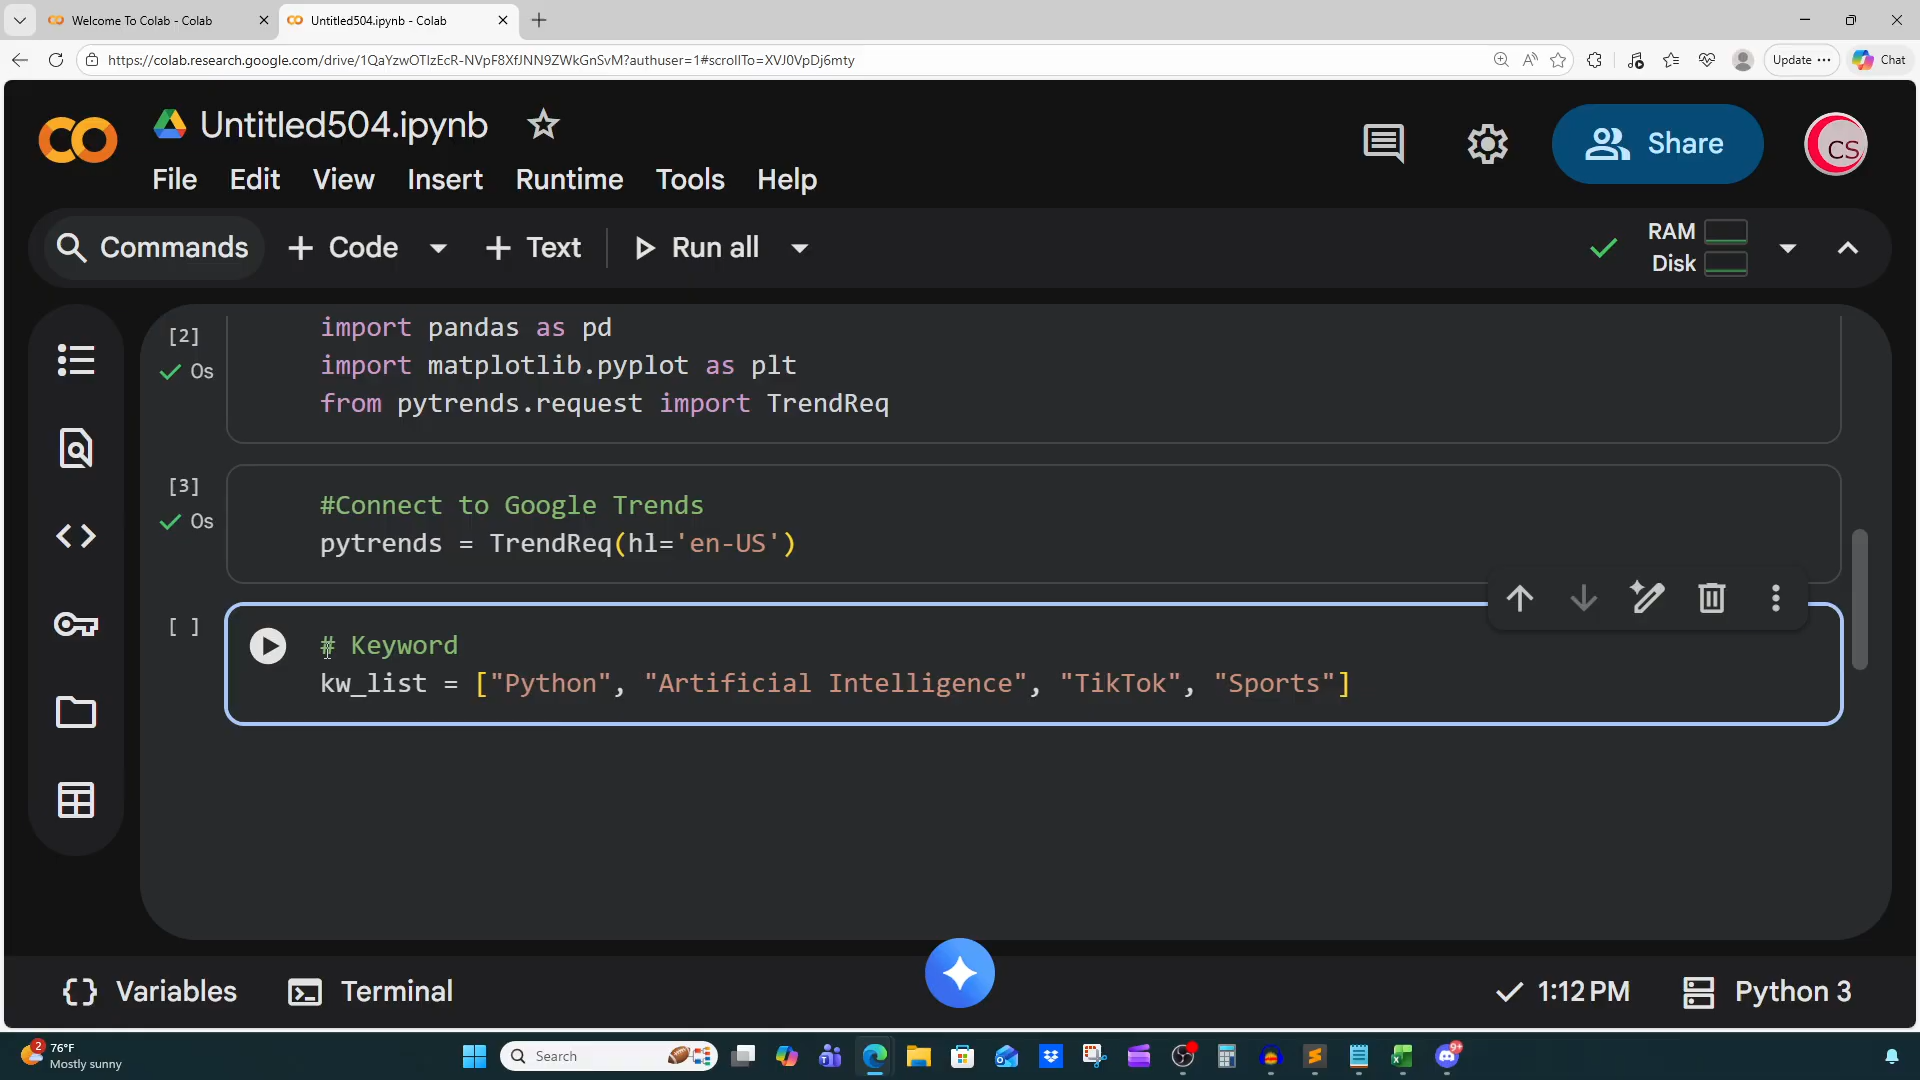 Welcome To Colab - Colab
Untitled504.ipynb - Colab
https://colab.research.google.com/drive/1QaYzwOTlzEcR-NVpF8XfJNN9ZWkGnSvM?authuser=1#scrollTo=XVJ0VpDj6mty
Update
Chat
Untitled504.ipynb
File Edit View Insert Runtime Tools Help
Share
CS
Commands + Code + Text Run all
RAM
Disk
[2]
0s
import pandas as pd
import matplotlib.pyplot as plt
from pytrends.request import TrendReq
[3]
0s
#Connect to Google Trends
pytrends = TrendReq(hl='en-US')
[ ]
# Keyword
kw_list = ["Python", "Artificial Intelligence", "TikTok", "Sports"]
Variables Terminal
1:12 PM Python 3
2
76°F
Mostly sunny
Search
9+